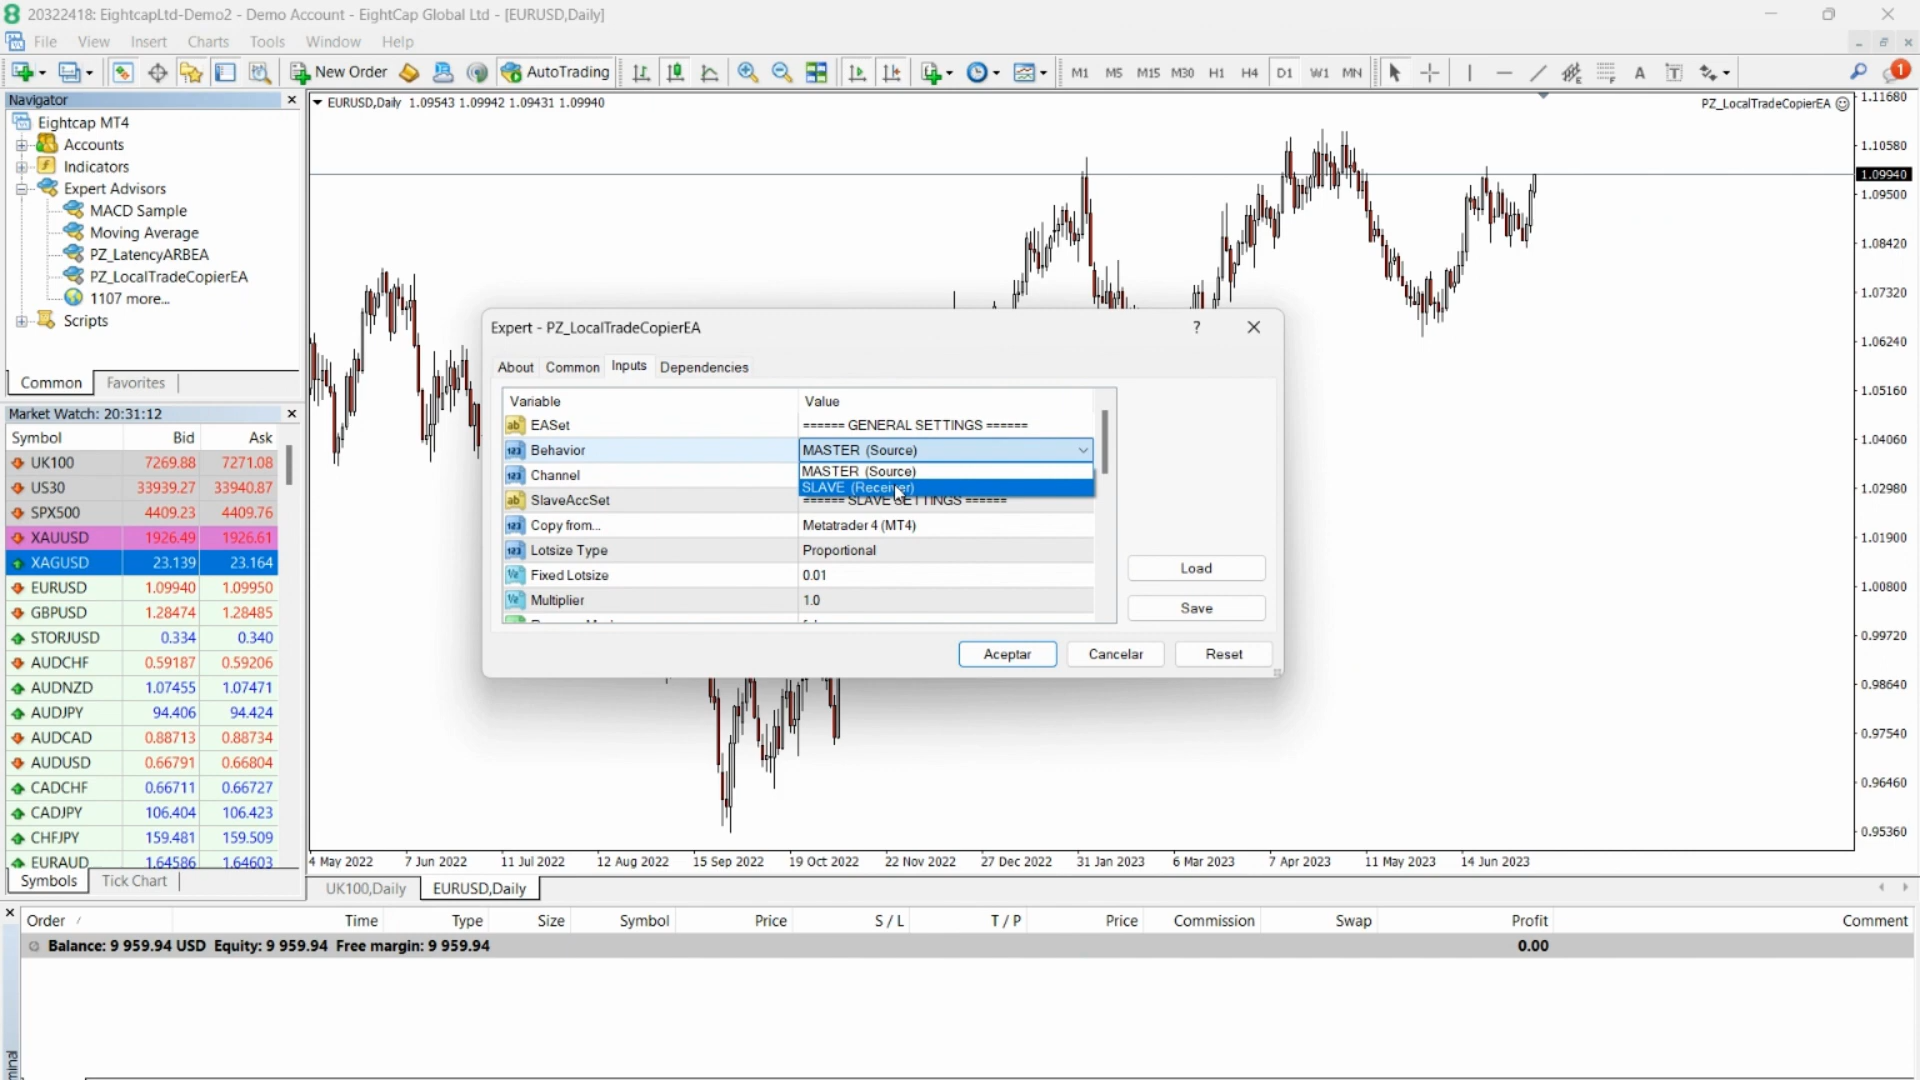 20322418: EightcapLtd-Demo2 - Demo Account - EightCap Global Ltd - [EURUSD,Daily]
File View Insert Charts Tools Window Help
New Order AutoTrading M1 M5 M15 M30 H1 H4 D1 W1 MN A T 1
Navigator
Eightcap MT4
Accounts
Indicators
Expert Advisors
MACD Sample
Moving Average
PZ_LatencyARBEA
PZ_LocalTradeCopierEA
1107 more...
Scripts
Common Favorites
Market Watch: 20:31:12
Symbol Bid Ask
UK100 7269.88 7271.08
US30 33939.27 33940.87
SPX500 4409.23 4409.76
XAUUSD 1926.49 1926.61
XAGUSD 23.139 23.164
EURUSD 1.09940 1.09950
GBPUSD 1.28474 1.28485
STORJUSD 0.334 0.340
AUDCHF 0.59187 0.59206
AUDNZD 1.07455 1.07471
AUDJPY 94.406 94.424
AUDCAD 0.88713 0.88734
AUDUSD 0.66791 0.66804
CADCHF 0.66711 0.66727
CADJPY 106.404 106.423
CHFJPY 159.481 159.509
EURAUD 1.64586 1.64603
Symbols Tick Chart
EURUSD,Daily 1.09543 1.09942 1.09431 1.09940
PZ_LocalTradeCopierEA
1.11680
1.10580
1.09940
1.09500
1.08420
1.07320
1.06240
1.05160
1.04060
1.02980
1.01900
1.00800
0.99720
0.98640
0.97540
0.96460
0.95360
Expert - PZ_LocalTradeCopierEA ?
About Common Inputs Dependencies
Variable Value
EASet ====== GENERAL SETTINGS ======
Behavior MASTER (Source)
MASTER (Source)
Channel
SLAVE (Receiver)
SlaveAccSet ====== SLAVE SETTINGS ======
Copy from... Metatrader 4 (MT4)
Lotsize Type Proportional
Fixed Lotsize 0.01
Multiplier 1.0
Load
Save
Aceptar Cancelar Reset
4 May 2022 7 Jun 2022 11 Jul 2022 12 Aug 2022 15 Sep 2022 19 Oct 2022 22 Nov 2022 27 Dec 2022 31 Jan 2023 6 Mar 2023 7 Apr 2023 11 May 2023 14 Jun 2023
UK100,Daily EURUSD,Daily
Order / Time Type Size Symbol Price S / L T / P Price Commission Swap Profit Comment
Balance: 9 959.94 USD Equity: 9 959.94 Free margin: 9 959.94 0.00